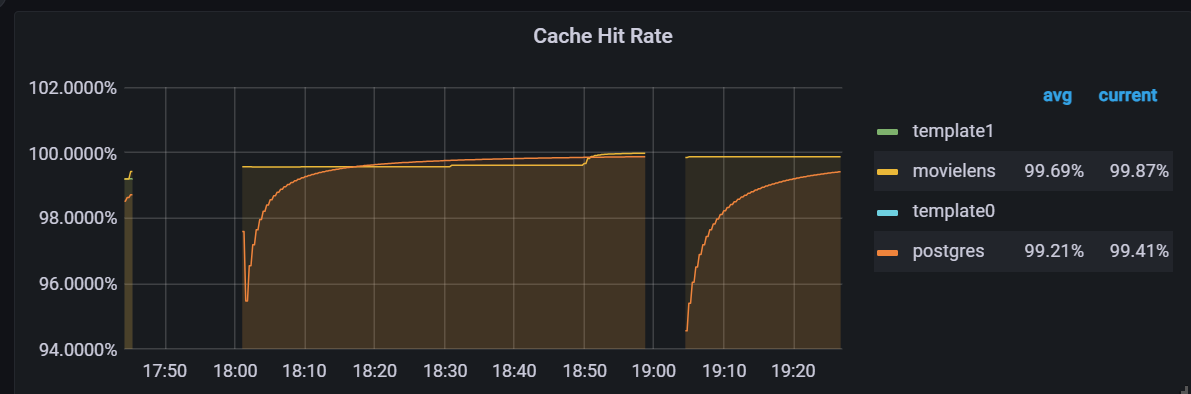 Cache Hit Rate
102.0000%
100.0000%
98.0000%
96.0000%
94.0000%
17:50 18:00 18:10 18:20 18:30 18:40 18:50 19:00 19:10 19:20
avg current
template1
movielens 99.69% 99.87%
template0
postgres 99.21% 99.41%